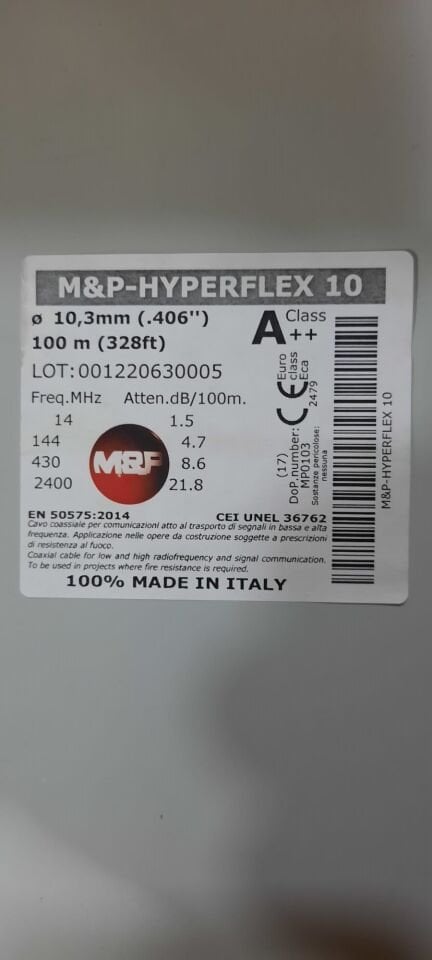 M&P-HYPERFLEX 10
ø 10,3mm (.406")
100 m (328ft)
A Class ++
LOT:001220630005
Freq.MHz Atten.dB/100m.
14 1.5
144 4.7
430 8.6
2400 21.8
M&P
(17)
DoP.number:
MP0103
Sostanze pericolose:
nessuna
CE
Euro
class
Eca
2479
M&P-HYPERFLEX 10
EN 50575:2014 CEI UNEL 36762
Cavo coassiale per comunicazioni atto al trasporto di segnali in bassa e alta
frequenza. Applicazione nelle opere da costruzione soggette a prescrizioni
di resistenza al fuoco.
Coaxial cable for low and high radiofrequency and signal communication.
To be used in projects where fire resistance is required.
100% MADE IN ITALY